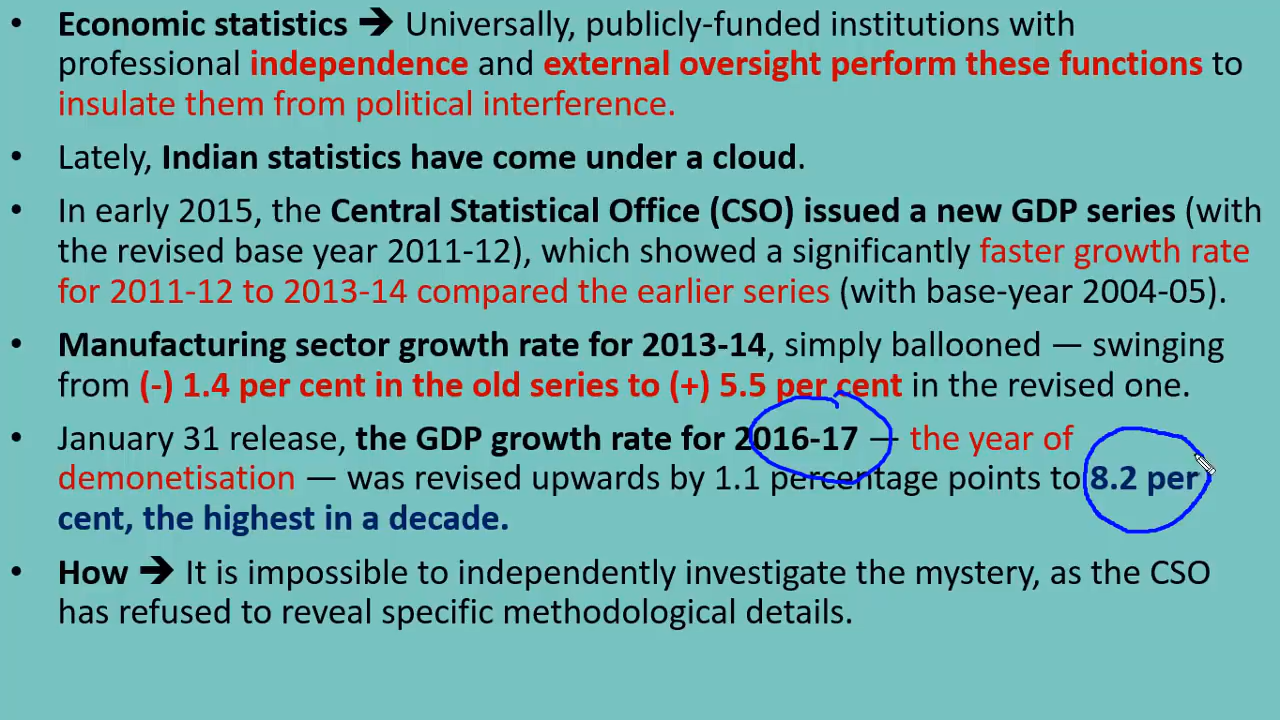 • Economic statistics ➔ Universally, publicly-funded institutions with
professional independence and external oversight perform these functions to
insulate them from political interference.
• Lately, Indian statistics have come under a cloud.
• In early 2015, the Central Statistical Office (CSO) issued a new GDP series (with
the revised base year 2011-12), which showed a significantly faster growth rate
for 2011-12 to 2013-14 compared the earlier series (with base-year 2004-05).
• Manufacturing sector growth rate for 2013-14, simply ballooned — swinging
from (-) 1.4 per cent in the old series to (+) 5.5 per cent in the revised one.
• January 31 release, the GDP growth rate for 2016-17 — the year of
demonetisation — was revised upwards by 1.1 percentage points to 8.2 per
cent, the highest in a decade.
• How ➔ It is impossible to independently investigate the mystery, as the CSO
has refused to reveal specific methodological details.